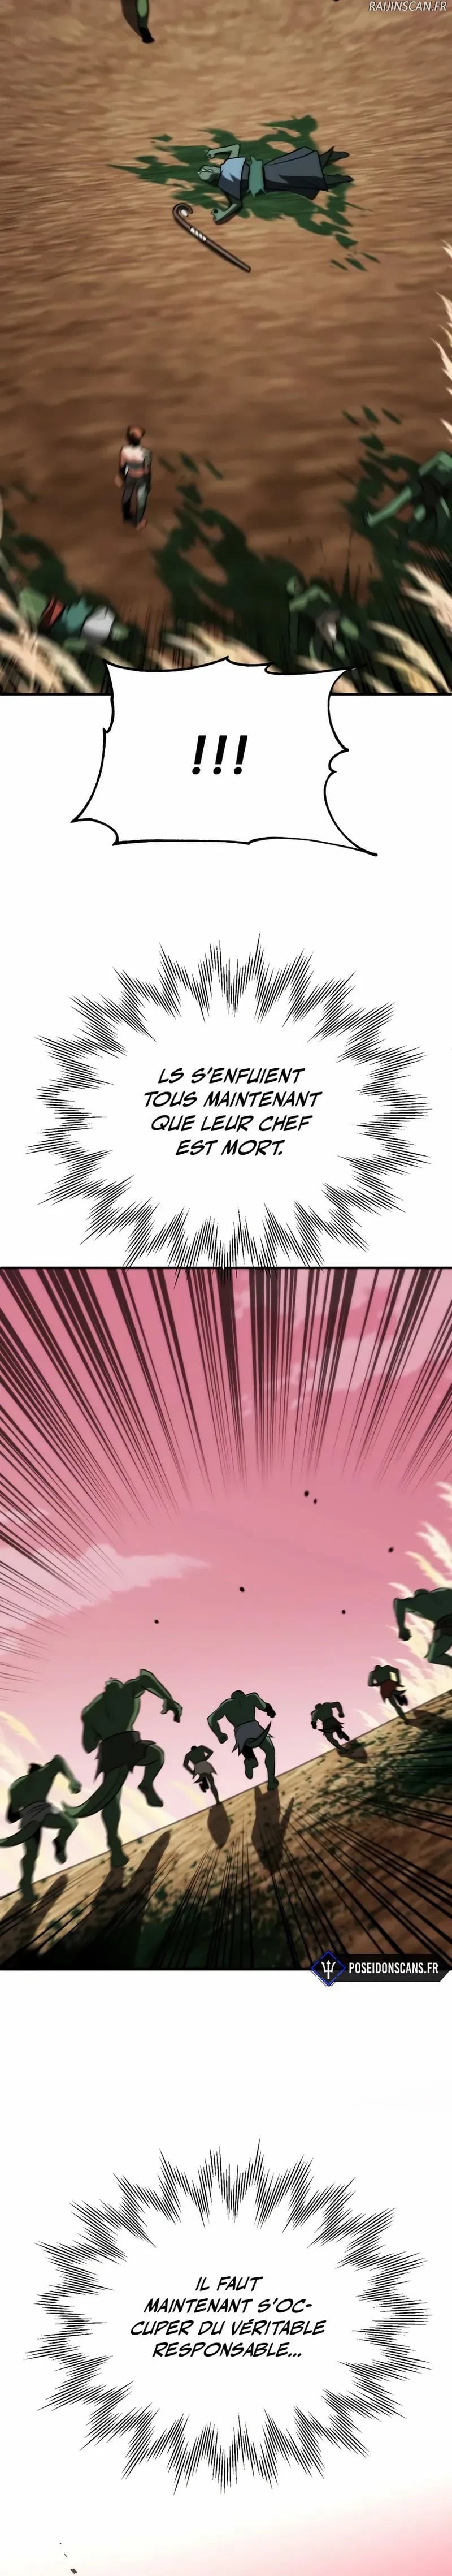 RAIJINSCAN.FR
!!!
LS S'ENFUIENT
TOUS MAINTENANT
QUE LEUR CHEF
EST MORT.
POSEIDONSCANS.FR
IL FAUT
MAINTENANT S'OC-
CUPER DU VÉRITABLE
RESPONSABLE...